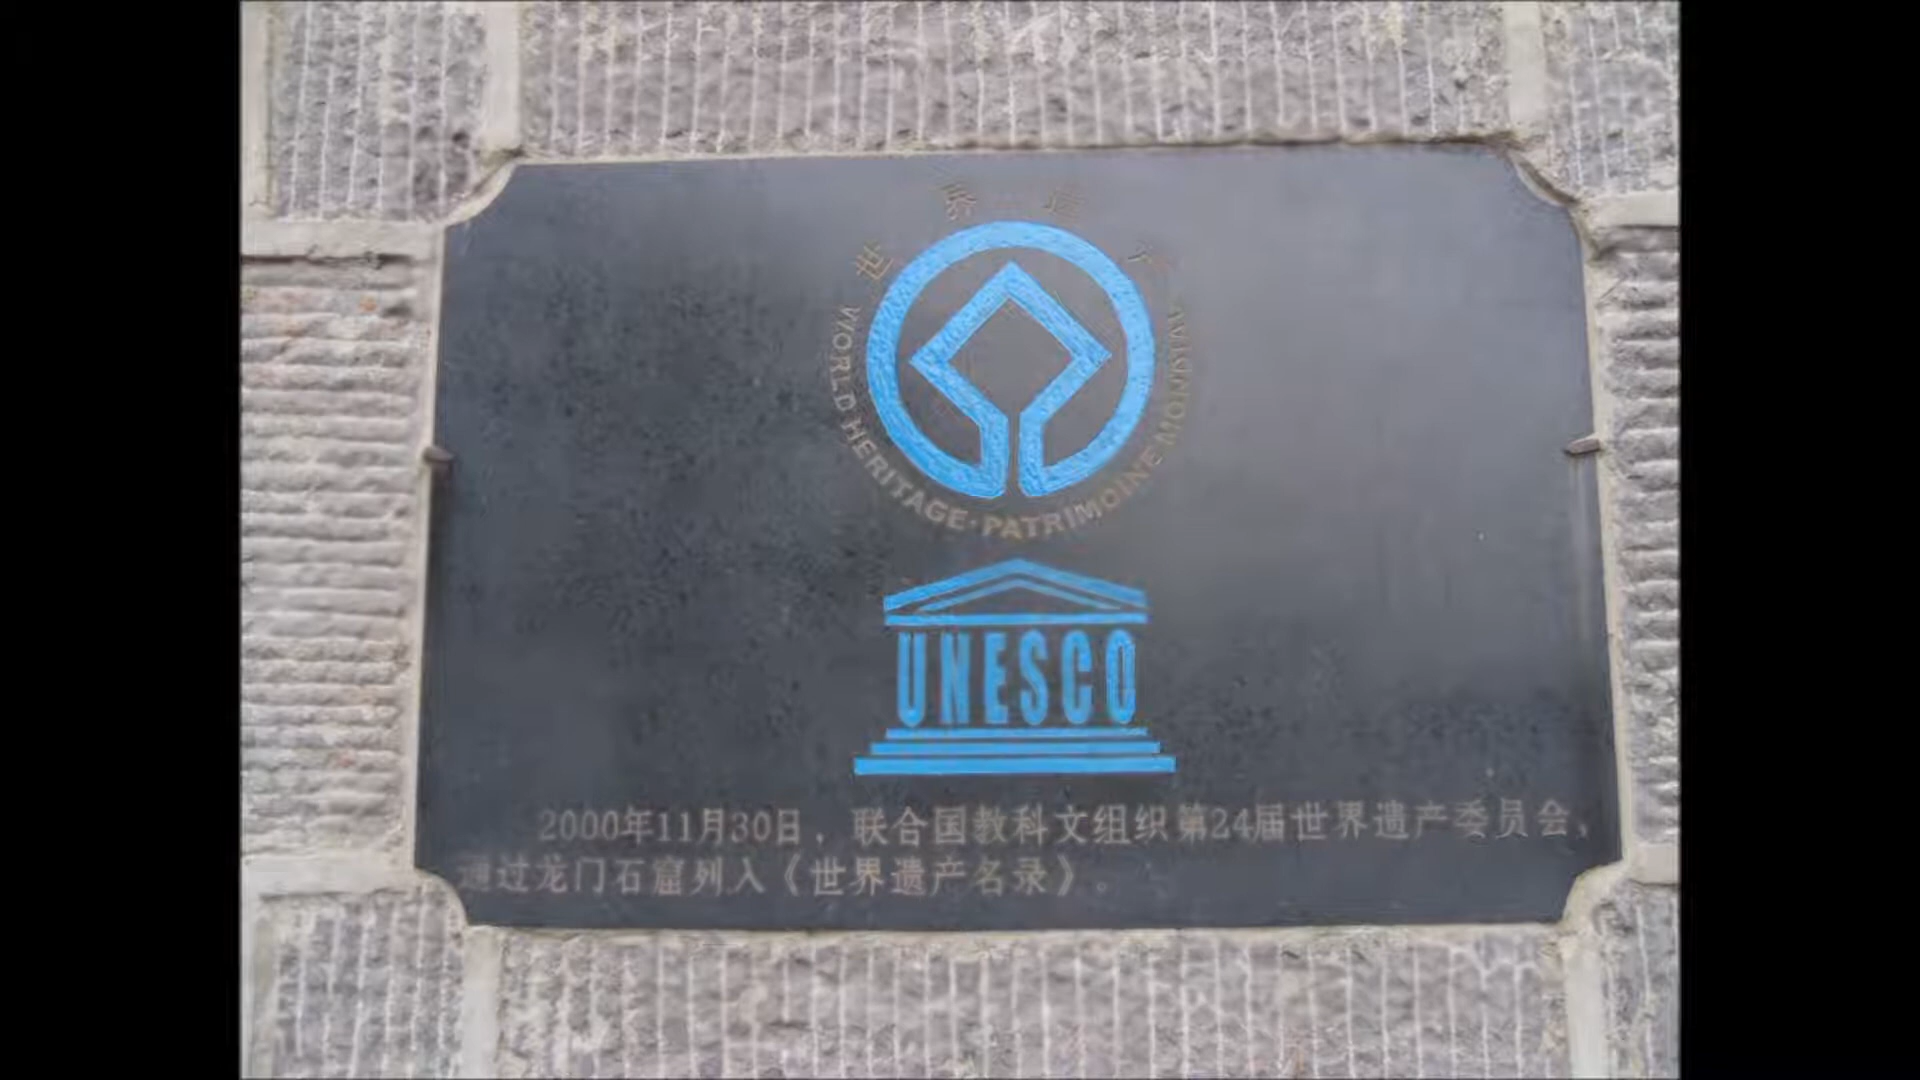 世界遗产
WORLD HERITAGE · PATRIMOINE MONDIAL
UNESCO
2000年11月30日，联合国教科文组织第24届世界遗产委员会，
通过龙门石窟列入《世界遗产名录》。